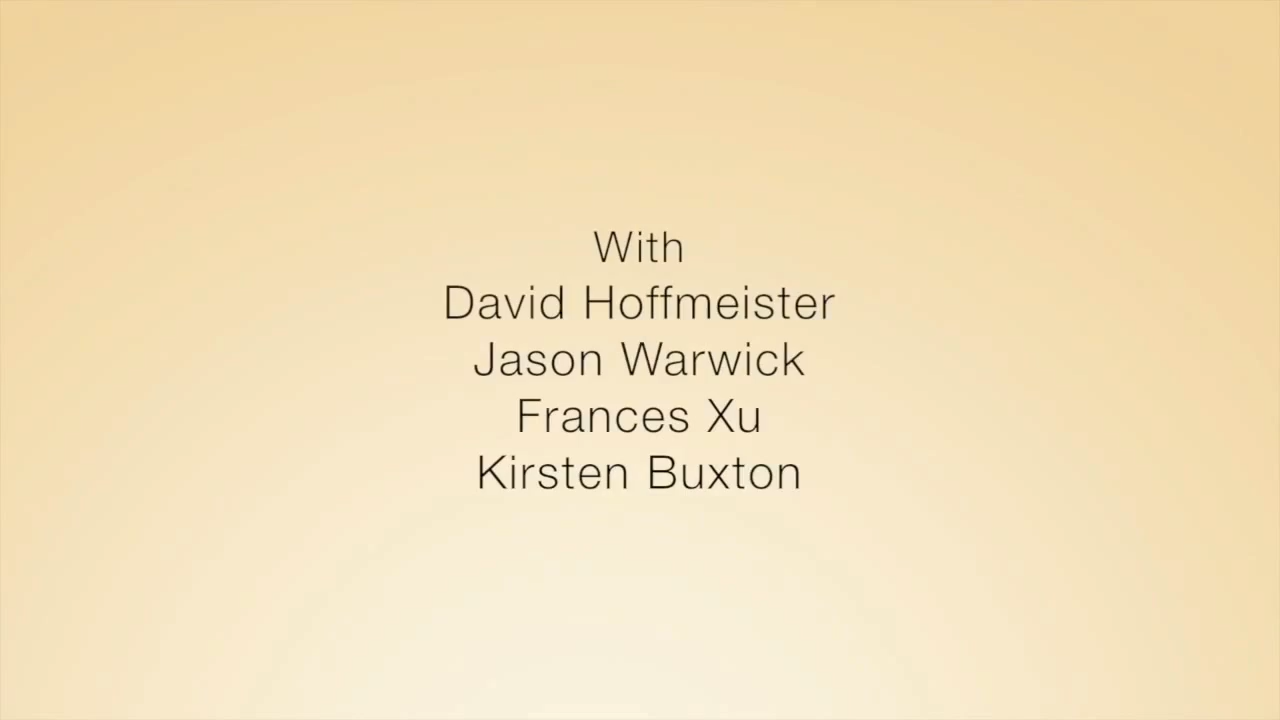 With
David Hoffmeister
Jason Warwick
Frances Xu
Kirsten Buxton